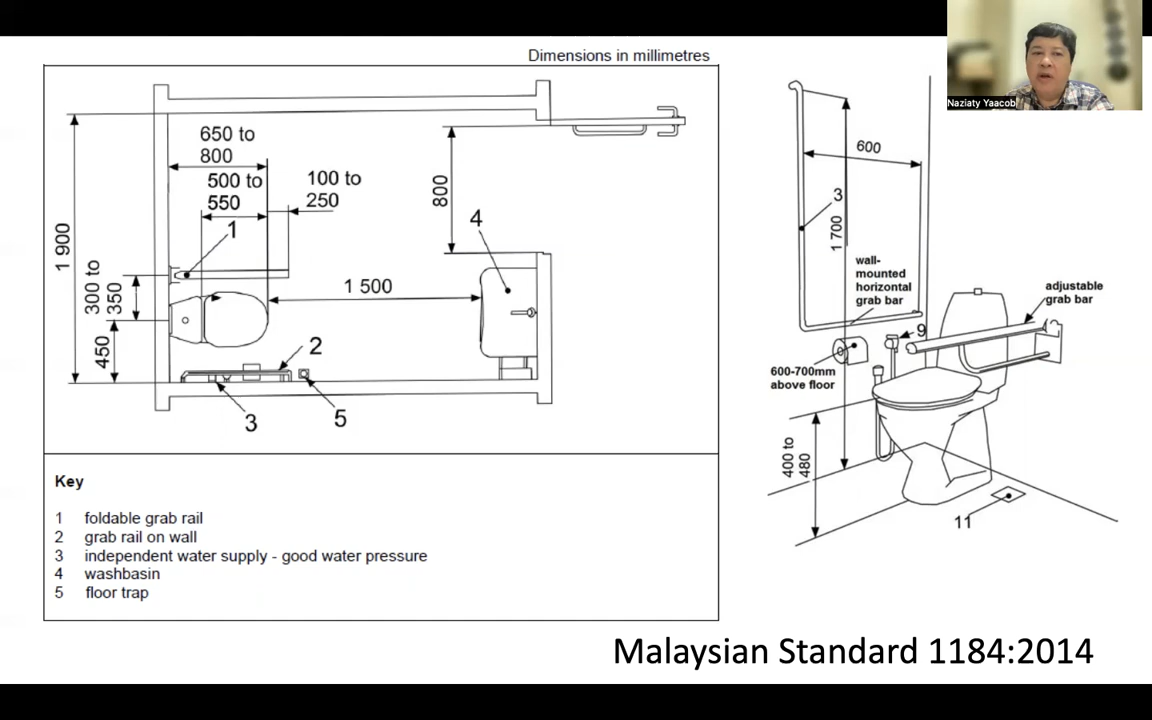 Dimensions in millimetres
Naziaty Yaacob
650 to
800
500 to
550
100 to
250
1
800
4
1 900
300 to
350
450
1 500
2
3
5
Key
1 foldable grab rail
2 grab rail on wall
3 independent water supply - good water pressure
4 washbasin
5 floor trap
600
3
1 700
wall-
mounted
horizontal
grab bar
adjustable
grab bar
9
600-700mm
above floor
400 to
480
11
Malaysian Standard 1184:2014